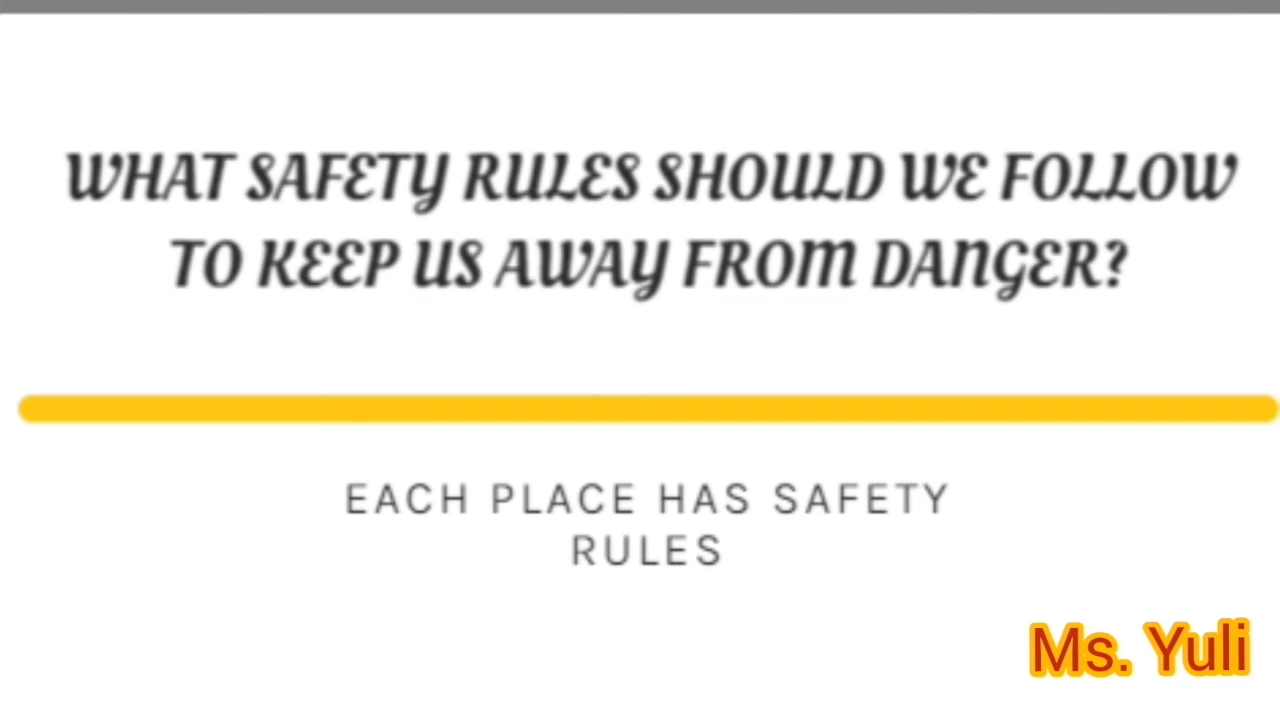 WHAT SAFETY RULES SHOULD WE FOLLOW
TO KEEP US AWAY FROM DANGER?
EACH PLACE HAS SAFETY
RULES
Ms. Yuli